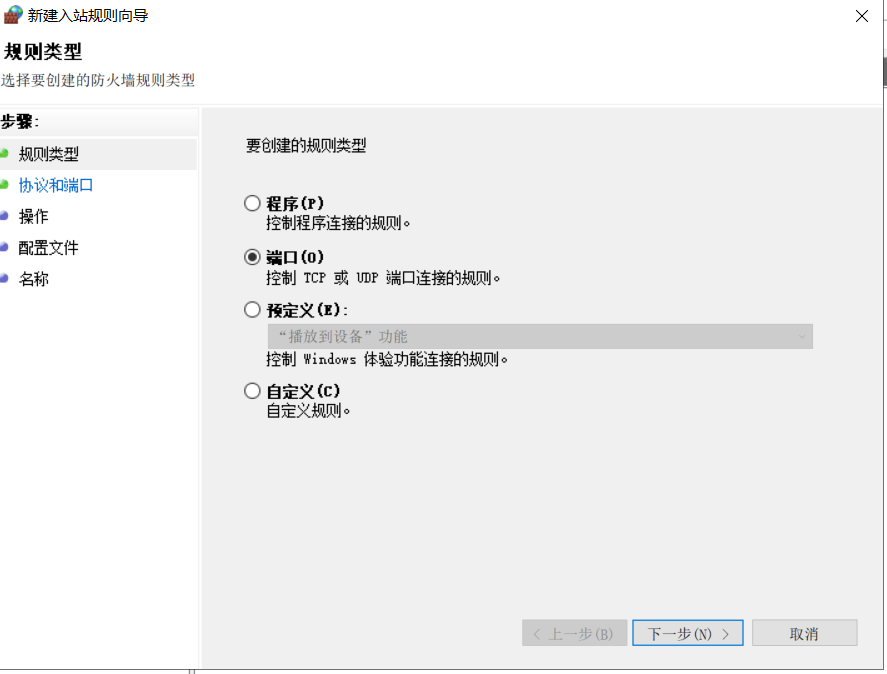 新建入站规则向导
规则类型
选择要创建的防火墙规则类型
步骤:
规则类型
协议和端口
操作
配置文件
名称
要创建的规则类型
程序(P)
控制程序连接的规则。
端口(O)
控制 TCP 或 UDP 端口连接的规则。
预定义(E):
“播放到设备”功能
控制 Windows 体验功能连接的规则。
自定义(C)
自定义规则。
< 上一步(B)
下一步(N) >
取消